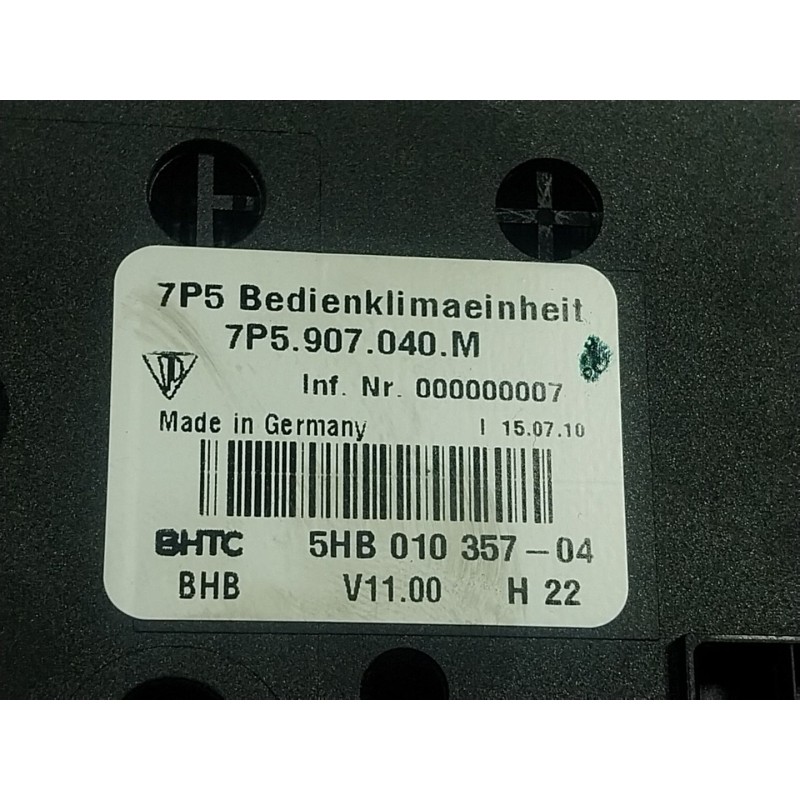 7P5 Bedienklimaeinheit
7P5.907.040.M
Inf. Nr. 000000007
Made in Germany I 15.07.10
BHTC 5HB 010 357-04
BHB V11.00 H 22